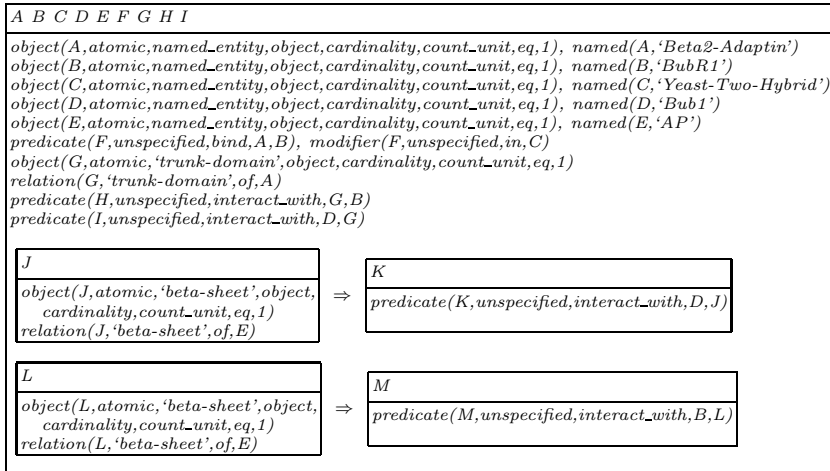 A B C D E F G H I
object(A,atomic,named_entity,object,cardinality,count_unit,eq,1), named(A,‘Beta2-Adaptin’)
object(B,atomic,named_entity,object,cardinality,count_unit,eq,1), named(B,‘BubR1’)
object(C,atomic,named_entity,object,cardinality,count_unit,eq,1), named(C,‘Yeast-Two-Hybrid’)
object(D,atomic,named_entity,object,cardinality,count_unit,eq,1), named(D,‘Bub1’)
object(E,atomic,named_entity,object,cardinality,count_unit,eq,1), named(E,‘AP’)
predicate(F,unspecified,bind,A,B), modifier(F,unspecified,in,C)
object(G,atomic,‘trunk-domain’,object,cardinality,count_unit,eq,1)
relation(G,‘trunk-domain’,of,A)
predicate(H,unspecified,interact_with,G,B)
predicate(I,unspecified,interact_with,D,G)
J
object(J,atomic,‘beta-sheet’,object,
cardinality,count_unit,eq,1)
relation(J,‘beta-sheet’,of,E)
⇒
K
predicate(K,unspecified,interact_with,D,J)
L
object(L,atomic,‘beta-sheet’,object,
cardinality,count_unit,eq,1)
relation(L,‘beta-sheet’,of,E)
⇒
M
predicate(M,unspecified,interact_with,B,L)